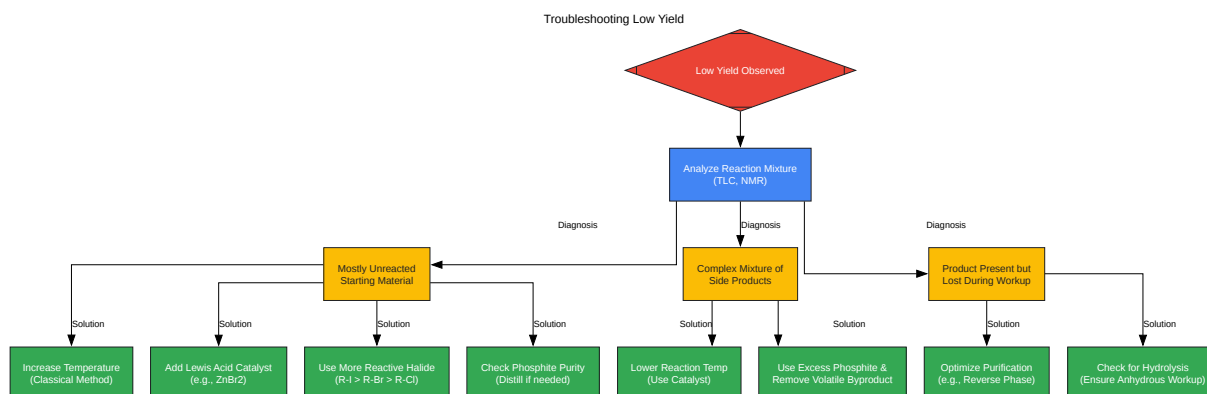 Troubleshooting Low Yield
Low Yield Observed
Analyze Reaction Mixture
(TLC, NMR)
Diagnosis
Diagnosis
Diagnosis
Mostly Unreacted
Starting Material
Complex Mixture of
Side Products
Product Present but
Lost During Workup
Solution
Solution
Solution
Solution
Solution
Solution
Solution
Solution
Increase Temperature
(Classical Method)
Add Lewis Acid Catalyst
(e.g., ZnBr2)
Use More Reactive Halide
(R-I > R-Br > R-Cl)
Check Phosphite Purity
(Distill if needed)
Lower Reaction Temp
(Use Catalyst)
Use Excess Phosphite &
Remove Volatile Byproduct
Optimize Purification
(e.g., Reverse Phase)
Check for Hydrolysis
(Ensure Anhydrous Workup)